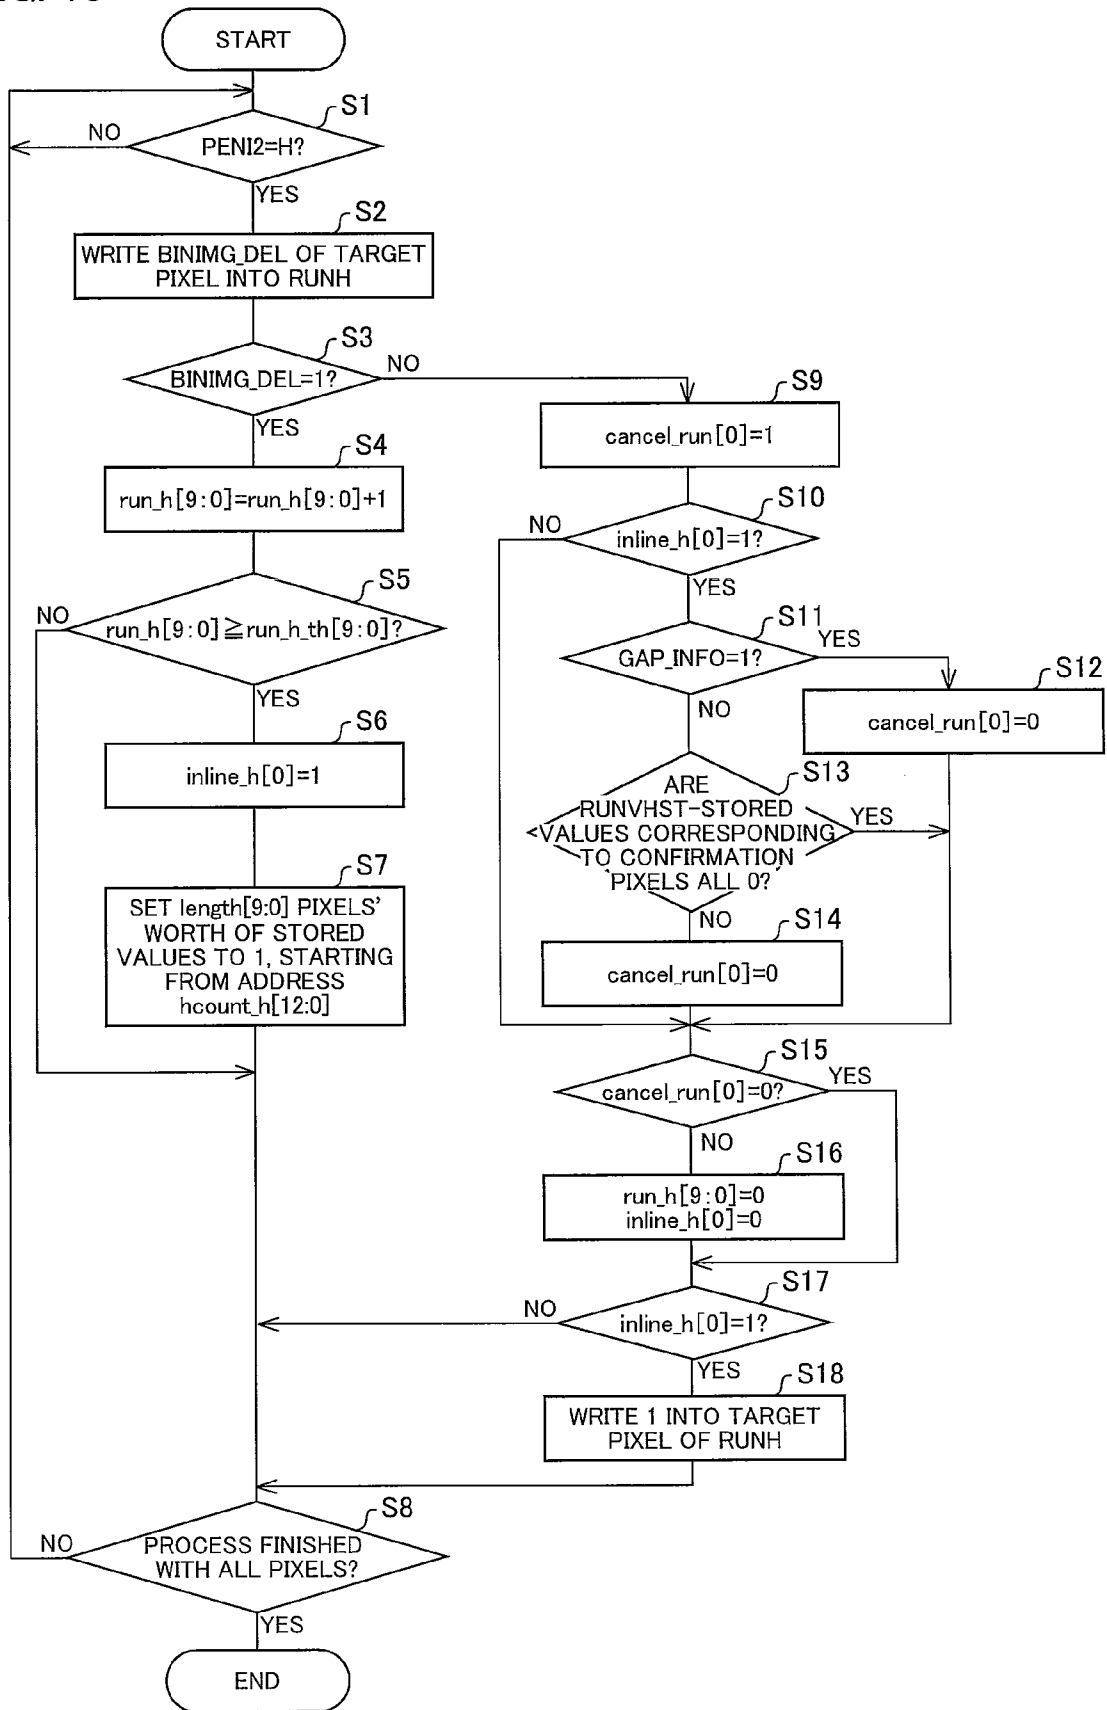 START
S1
NO
PENI2=H?
YES
S2
WRITE BINIMG_DEL OF TARGET
PIXEL INTO RUNH
S3
NO
BINIMG_DEL=1?
YES
S9
cancel_run[0]=1
S4
run_h[9:0]=run_h[9:0]+1
S10
NO
inline_h[0]=1?
YES
S5
NO
run_h[9:0]≧run_h_th[9:0]?
YES
S11
YES
GAP_INFO=1?
NO
S12
cancel_run[0]=0
S6
inline_h[0]=1
S13
ARE
RUNVHST-STORED
VALUES CORRESPONDING
TO CONFIRMATION
PIXELS ALL 0?
YES
NO
S7
SET length[9:0] PIXELS'
WORTH OF STORED
VALUES TO 1, STARTING
FROM ADDRESS
hcount_h[12:0]
S14
cancel_run[0]=0
S15
YES
cancel_run[0]=0?
NO
S16
run_h[9:0]=0
inline_h[0]=0
S17
NO
inline_h[0]=1?
YES
S18
WRITE 1 INTO TARGET
PIXEL OF RUNH
S8
NO
PROCESS FINISHED
WITH ALL PIXELS?
YES
END